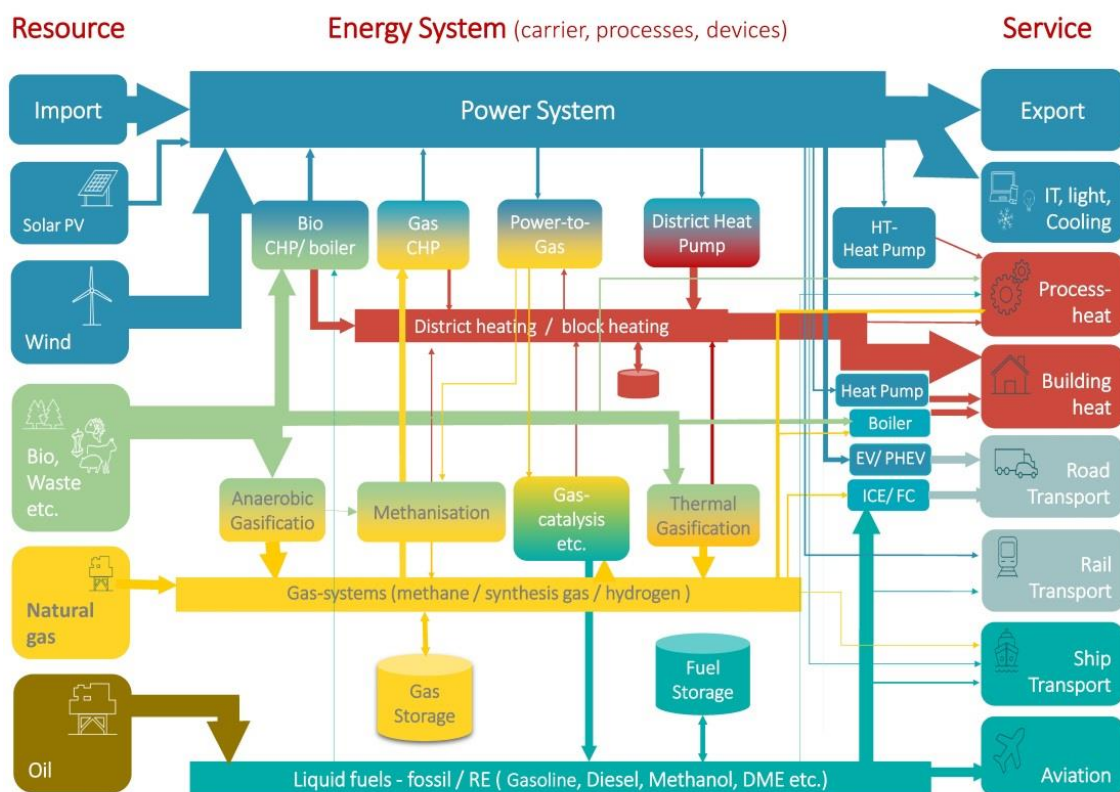 Resource
Energy System (carrier, processes, devices)
Service
Import
Power System
Export
Solar PV
IT, light,
Cooling
Bio
CHP/ boiler
Gas
CHP
Power-to-
Gas
District Heat
Pump
HT-
Heat Pump
Wind
Process-
heat
District heating / block heating
Building
heat
Heat Pump
Boiler
Bio,
Waste
etc.
EV/ PHEV
ICE/ FC
Road
Transport
Anaerobic
Gasificatio
Methanisation
Gas-
catalysis
etc.
Thermal
Gasification
Rail
Transport
Natural
gas
Gas-systems (methane / synthesis gas / hydrogen )
Ship
Transport
Gas
Storage
Fuel
Storage
Oil
Liquid fuels - fossil / RE ( Gasoline, Diesel, Methanol, DME etc.)
Aviation